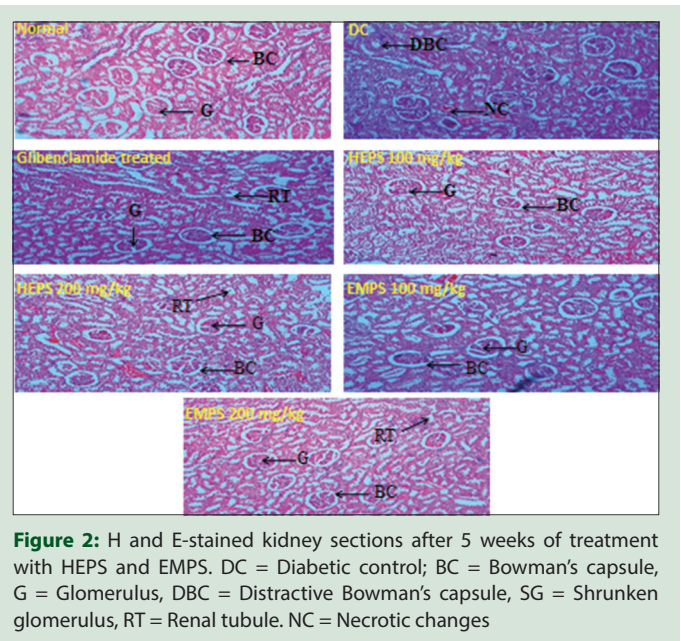 Normal
BC
G
DC
DBC
NC
Glibenclamide treated
RT
G
BC
HEPS 100 mg/kg
G
BC
HEPS 200 mg/kg
RT
G
BC
EMPS 100 mg/kg
G
BC
EMPS 200 mg/kg
RT
G
BC
Figure 2: H and E-stained kidney sections after 5 weeks of treatment
with HEPS and EMPS. DC = Diabetic control; BC = Bowman's capsule,
G = Glomerulus, DBC = Distractive Bowman's capsule, SG = Shrunken
glomerulus, RT = Renal tubule. NC = Necrotic changes